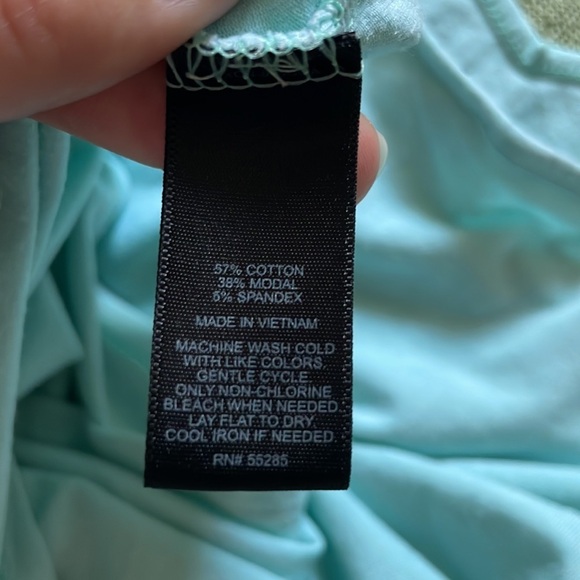 57% COTTON
38% MODAL
5% SPANDEX
MADE IN VIETNAM
MACHINE WASH COLD
WITH LIKE COLORS.
GENTLE CYCLE.
ONLY NON-CHLORINE
BLEACH WHEN NEEDED.
LAY FLAT TO DRY
COOL IRON IF NEEDED.
RN# 55285